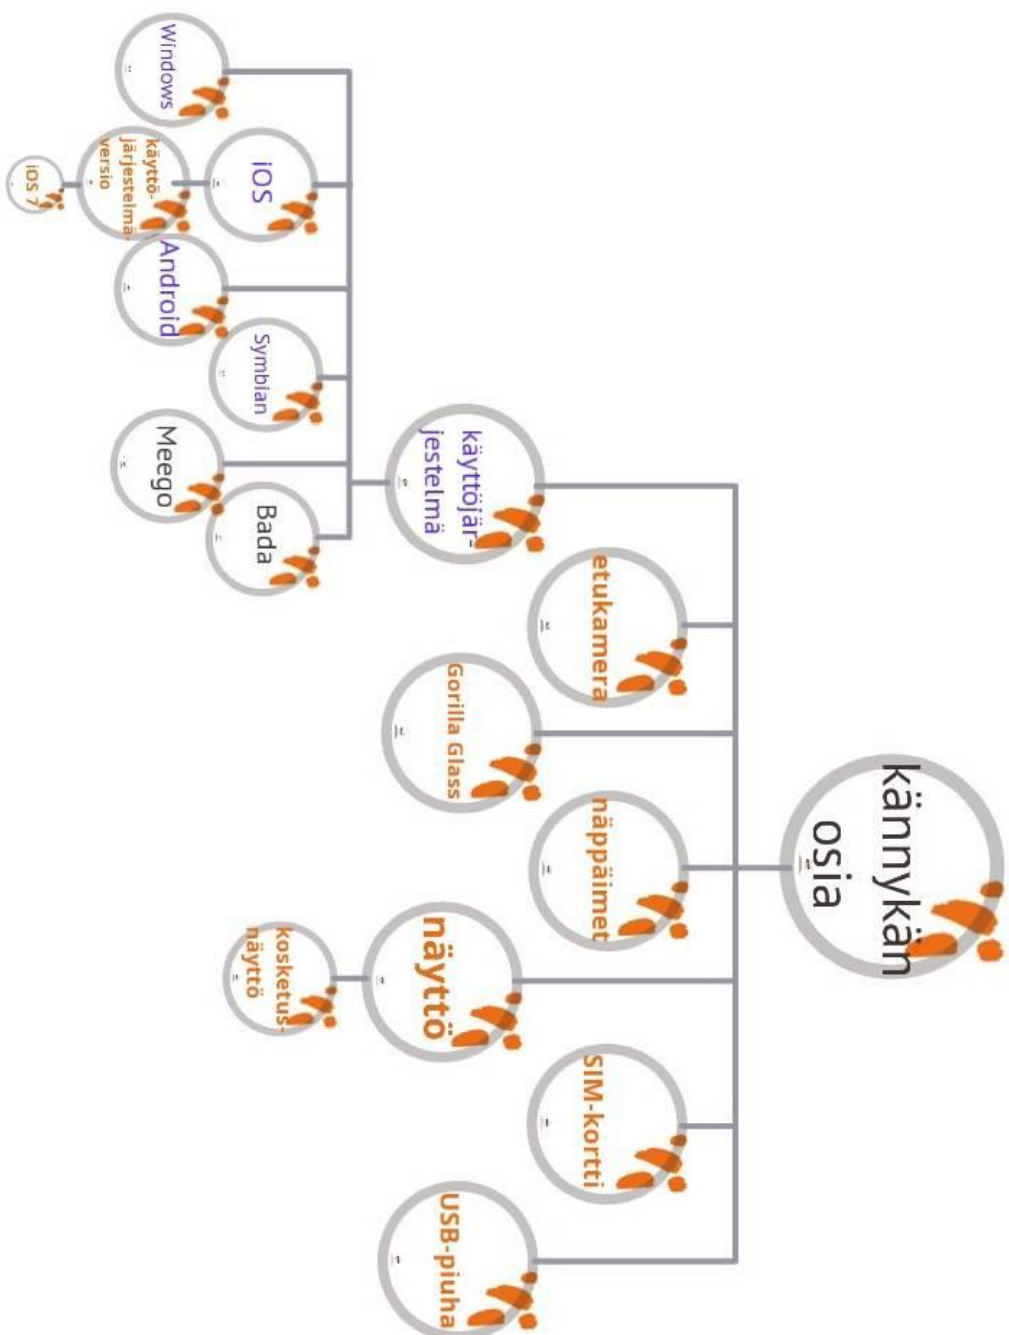 kännykän
osia
käyttöjär-
jestelmä
etukamera
Gorilla Glass
näppäimet
näyttö
SIM-kortti
USB-piuha
Windows
iOS
Android
Symbian
Meego
Bada
käyttö-
järjestelmä-
versio
iOS 7
kosketus-
näyttö